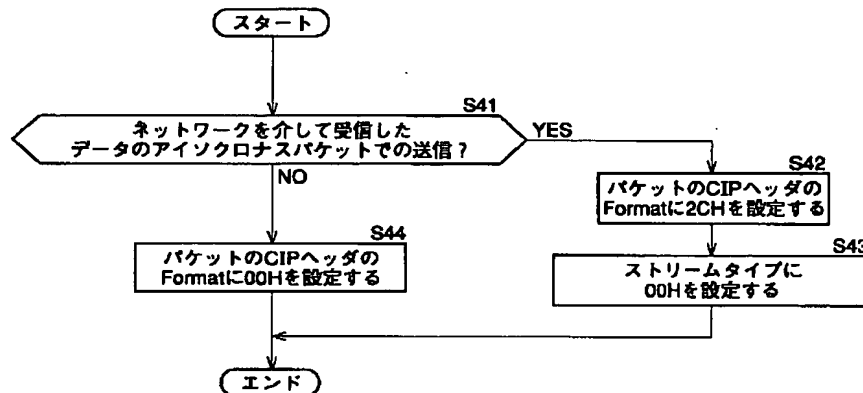 スタート
S41
ネットワークを介して受信した
データのアイソクロナスパケットでの送信？
YES
NO
S42
パケットのCIPヘッダの
Formatに2CHを設定する
S43
ストリームタイプに
00Hを設定する
S44
パケットのCIPヘッダの
Formatに00Hを設定する
エンド